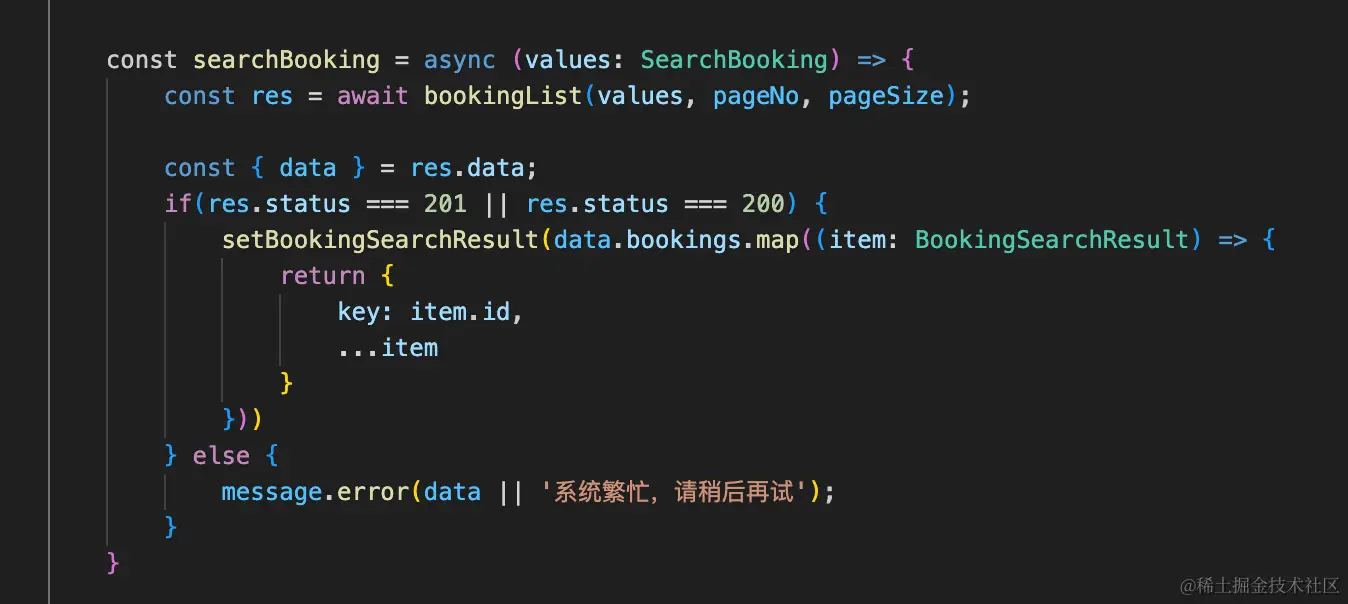 const searchBooking = async (values: SearchBooking) => {
const res = await bookingList(values, pageNo, pageSize);
const { data } = res.data;
if(res.status === 201 || res.status === 200) {
setBookingSearchResult(data.bookings.map((item: BookingSearchResult) => {
return {
key: item.id,
...item
}
}))
} else {
message.error(data || '系统繁忙，请稍后再试');
}
}
@稀土掘金技术社区